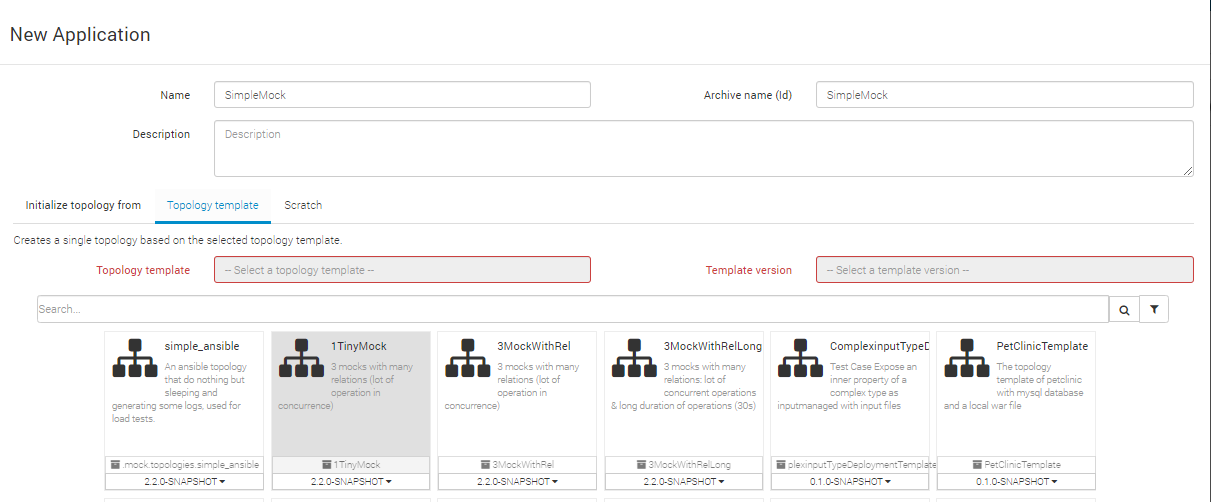 New Application
Name SimpleMock Archive name (Id) SimpleMock
Description Description
Initialize topology from Topology template Scratch
Creates a single topology based on the selected topology template.
Topology template -- Select a topology template -- Template version -- Select a template version --
Search...
simple_ansible
An ansible topology
that do nothing but
sleeping and
generating some logs, used for
load tests.
.mock.topologies.simple_ansible
2.2.0-SNAPSHOT
1TinyMock
3 mocks with many
relations (lot of
operation in
concurrence)
1TinyMock
2.2.0-SNAPSHOT
3MockWithRel
3 mocks with many
relations (lot of
operation in
concurrence)
3MockWithRel
2.2.0-SNAPSHOT
3MockWithRelLong
3 mocks with many
relations: lot of
concurrent operations
& long duration of operations (30s)
3MockWithRelLong
2.2.0-SNAPSHOT
ComplexinputTypeD
Test Case Expose an
inner property of a
complex type as
inputmanaged with input files
plexinputTypeDeploymentTemplate
0.1.0-SNAPSHOT
PetClinicTemplate
The topology
template of petclinic
with mysql database
and a local war file
PetClinicTemplate
0.1.0-SNAPSHOT